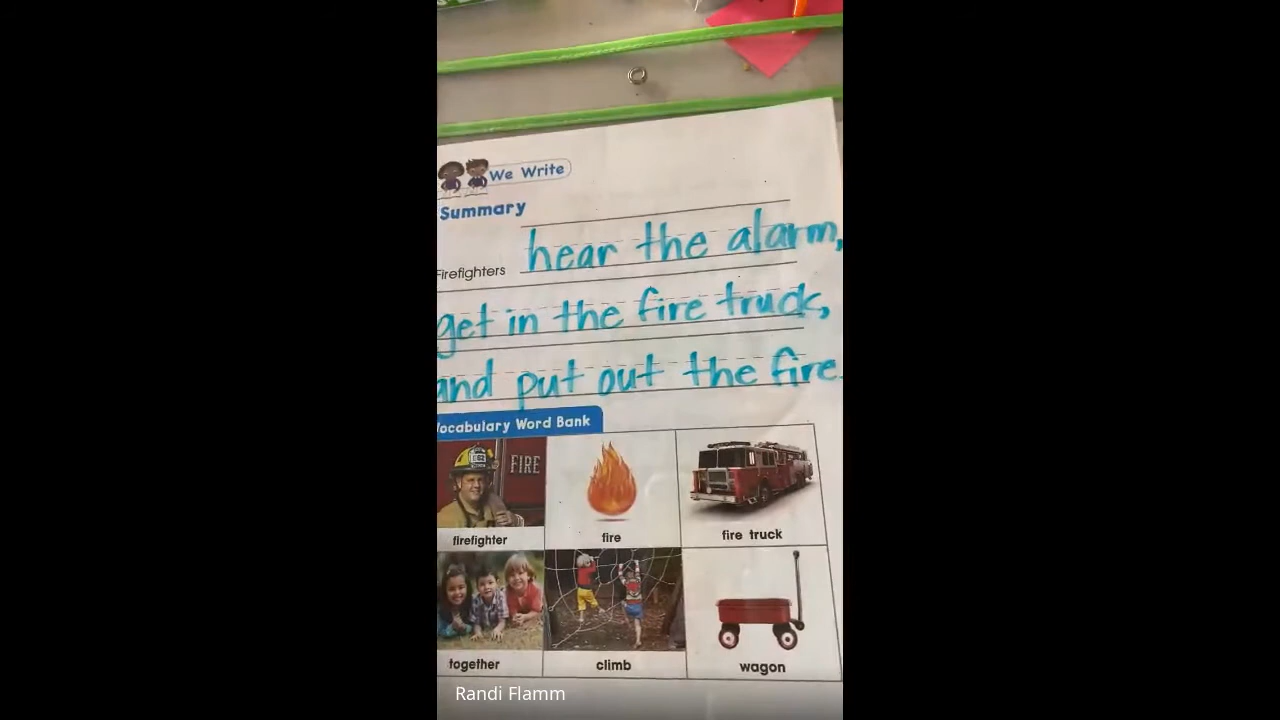 We Write
Summary
Firefighters hear the alarm,
get in the fire truck,
and put out the fire.
Vocabulary Word Bank
FIRE
firefighter fire fire truck
together climb wagon
Randi Flamm